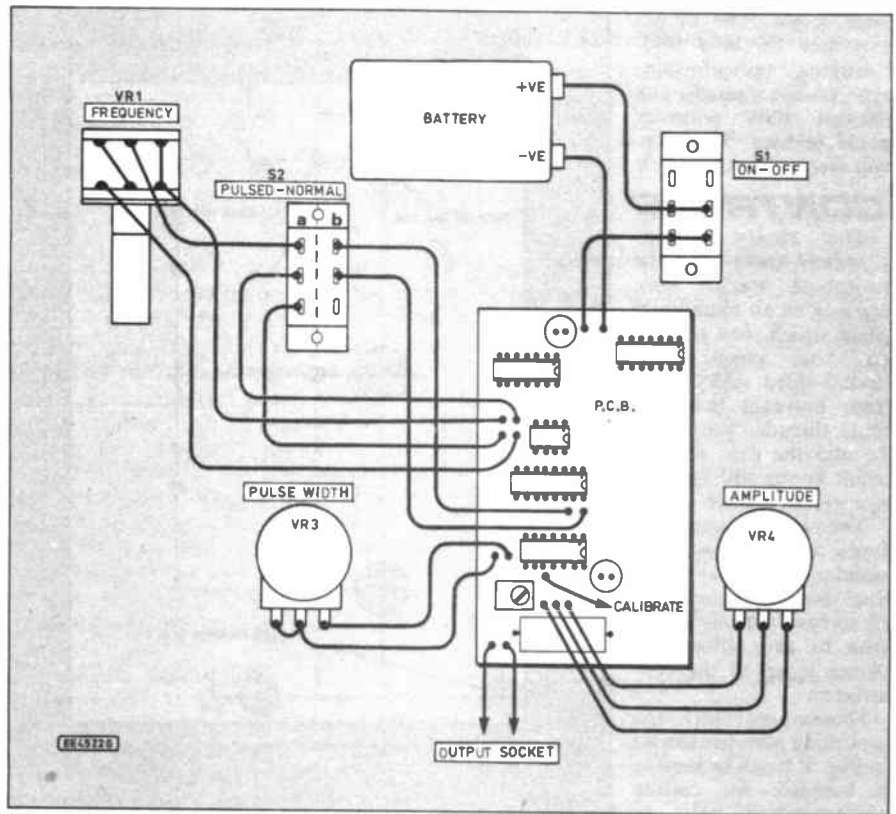 VR1
FREQUENCY
S2
PULSED-NORMAL
a b
BATTERY
+VE
-VE
S1
ON-OFF
P.C.B.
PULSE WIDTH
VR3
AMPLITUDE
VR4
CALIBRATE
OUTPUT SOCKET
EE4522G